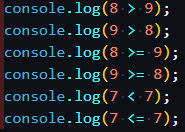 console.log(8 > 9);
console.log(9 > 8);
console.log(8 >= 9);
console.log(9 >= 8);
console.log(7 < 7);
console.log(7 <= 7);